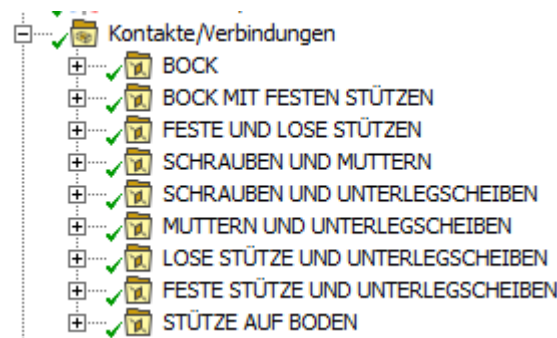 Kontakte/Verbindungen
BOCK
BOCK MIT FESTEN STÜTZEN
FESTE UND LOSE STÜTZEN
SCHRAUBEN UND MUTTERN
SCHRAUBEN UND UNTERLEGSCHEIBEN
MUTTERN UND UNTERLEGSCHEIBEN
LOSE STÜTZE UND UNTERLEGSCHEIBEN
FESTE STÜTZE UND UNTERLEGSCHEIBEN
STÜTZE AUF BODEN